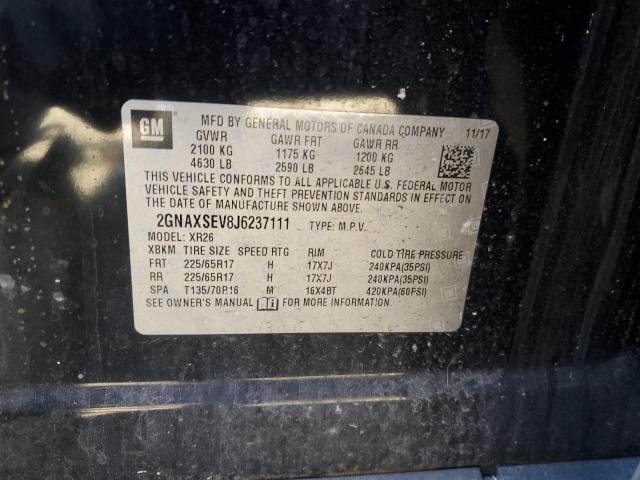 GM
MFD BY GENERAL MOTORS OF CANADA COMPANY 11/17
GVWR GAWR FRT GAWR RR
2100 KG 1175 KG 1200 KG
4630 LB 2590 LB 2645 LB
THIS VEHICLE CONFORMS TO ALL APPLICABLE U.S. FEDERAL MOTOR
VEHICLE SAFETY AND THEFT PREVENTION STANDARDS IN EFFECT ON
THE DATE OF MANUFACTURE SHOWN ABOVE.
2GNAXSEV8J6237111 TYPE: M.P.V.
MODEL: XR26
XBKM TIRE SIZE SPEED RTG RIM COLD TIRE PRESSURE
FRT 225/65R17 H 17X7J 240KPA(35PSI)
RR 225/65R17 H 17X7J 240KPA(35PSI)
SPA T135/70R16 M 16X4BT 420KPA(60PSI)
SEE OWNER'S MANUAL FOR ADDITIONAL INFORMATION